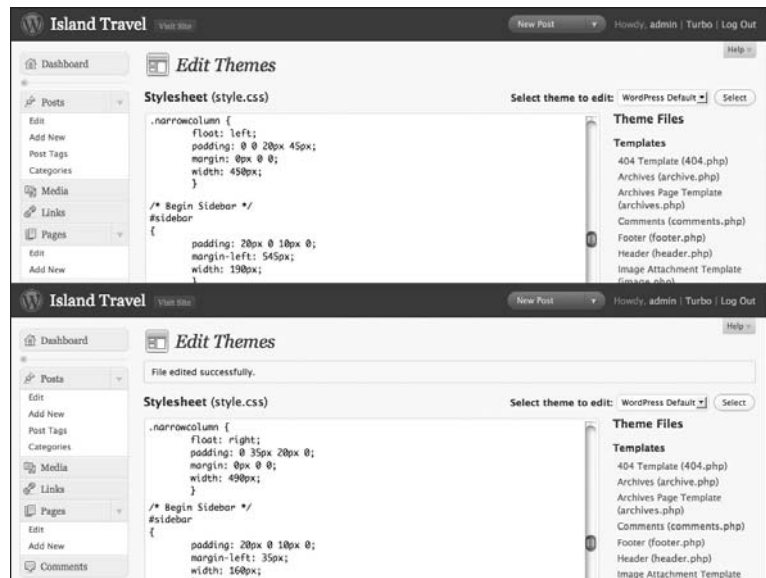 Island Travel Visit Site New Post Howdy, admin | Turbo | Log Out
Help
Dashboard
Edit Themes
Posts
Stylesheet (style.css) Select theme to edit: WordPress Default Select
Edit
Add New
Post Tags
Categories
Media
Links
Pages
Edit
Add New
.narrowcolumn {
float: left;
padding: 0 0 20px 45px;
margin: 0px 0 0;
width: 450px;
}
/* Begin Sidebar */
#sidebar
{
padding: 20px 0 10px 0;
margin-left: 545px;
width: 190px;
}
Theme Files
Templates
404 Template (404.php)
Archives (archive.php)
Archives Page Template
(archives.php)
Comments (comments.php)
Footer (footer.php)
Header (header.php)
Image Attachment Template
(image.php)
Island Travel Visit Site New Post Howdy, admin | Turbo | Log Out
Help
Dashboard
Edit Themes
File edited successfully.
Posts
Stylesheet (style.css) Select theme to edit: WordPress Default Select
Edit
Add New
Post Tags
Categories
Media
Links
Pages
Edit
Add New
Comments
.narrowcolumn {
float: right;
padding: 0 35px 20px 0;
margin: 0px 0 0;
width: 490px;
}
/* Begin Sidebar */
#sidebar
{
padding: 20px 0 10px 0;
margin-left: 35px;
width: 160px;
Theme Files
Templates
404 Template (404.php)
Archives (archive.php)
Archives Page Template
(archives.php)
Comments (comments.php)
Footer (footer.php)
Header (header.php)
Image Attachment Template